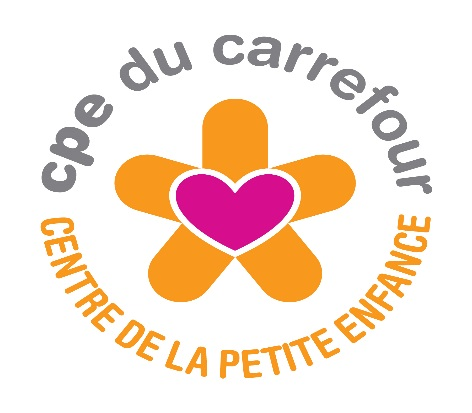 cpe du carrefour
CENTRE DE LA PETITE ENFANCE